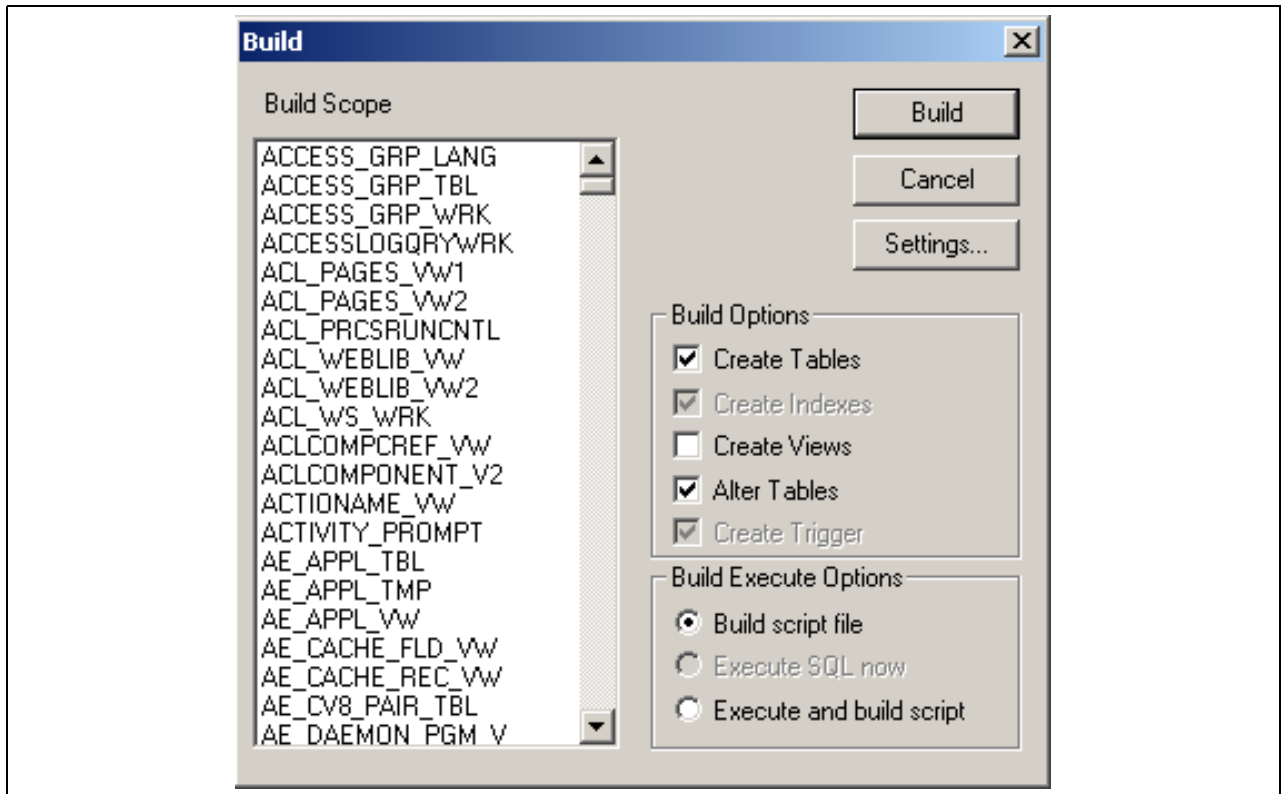 Build
Build Scope
ACCESS_GRP_LANG
ACCESS_GRP_TBL
ACCESS_GRP_WRK
ACCESSLOGQRYWRK
ACL_PAGES_VW1
ACL_PAGES_VW2
ACL_PRCSRUNCNTL
ACL_WEBLIB_VW
ACL_WEBLIB_VW2
ACL_WS_WRK
ACLCOMPCREF_VW
ACLCOMPONENT_V2
ACTIONAME_VW
ACTIVITY_PROMPT
AE_APPL_TBL
AE_APPL_TMP
AE_APPL_VW
AE_CACHE_FLD_VW
AE_CACHE_REC_VW
AE_CV8_PAIR_TBL
AE_DAEMON_PGM_V
Build
Cancel
Settings...
Build Options
Create Tables
Create Indexes
Create Views
Alter Tables
Create Trigger
Build Execute Options
Build script file
Execute SQL now
Execute and build script